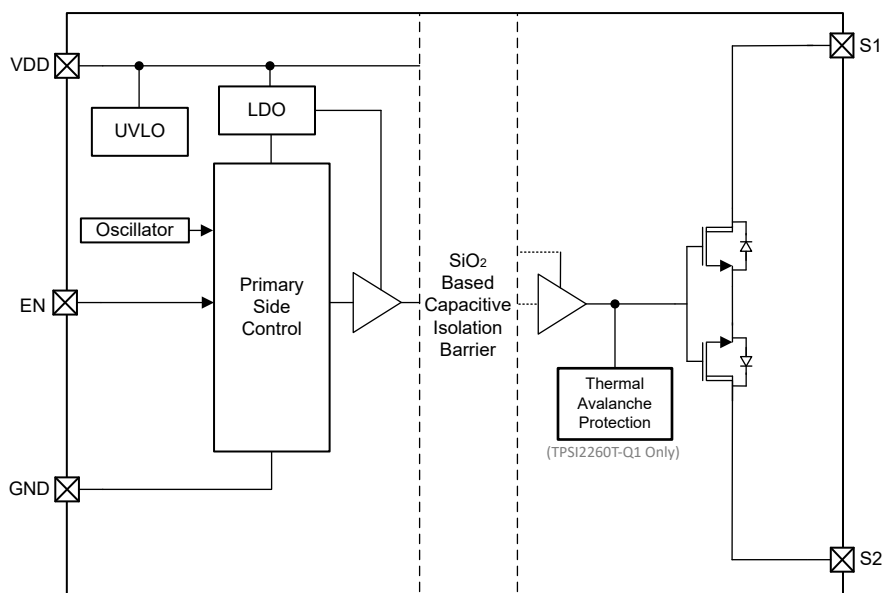 VDD
S1
LDO
UVLO
Oscillator
EN
Primary
Side
Control
SiO₂
Based
Capacitive
Isolation
Barrier
Thermal
Avalanche
Protection
(TPSI2260T-Q1 Only)
GND
S2